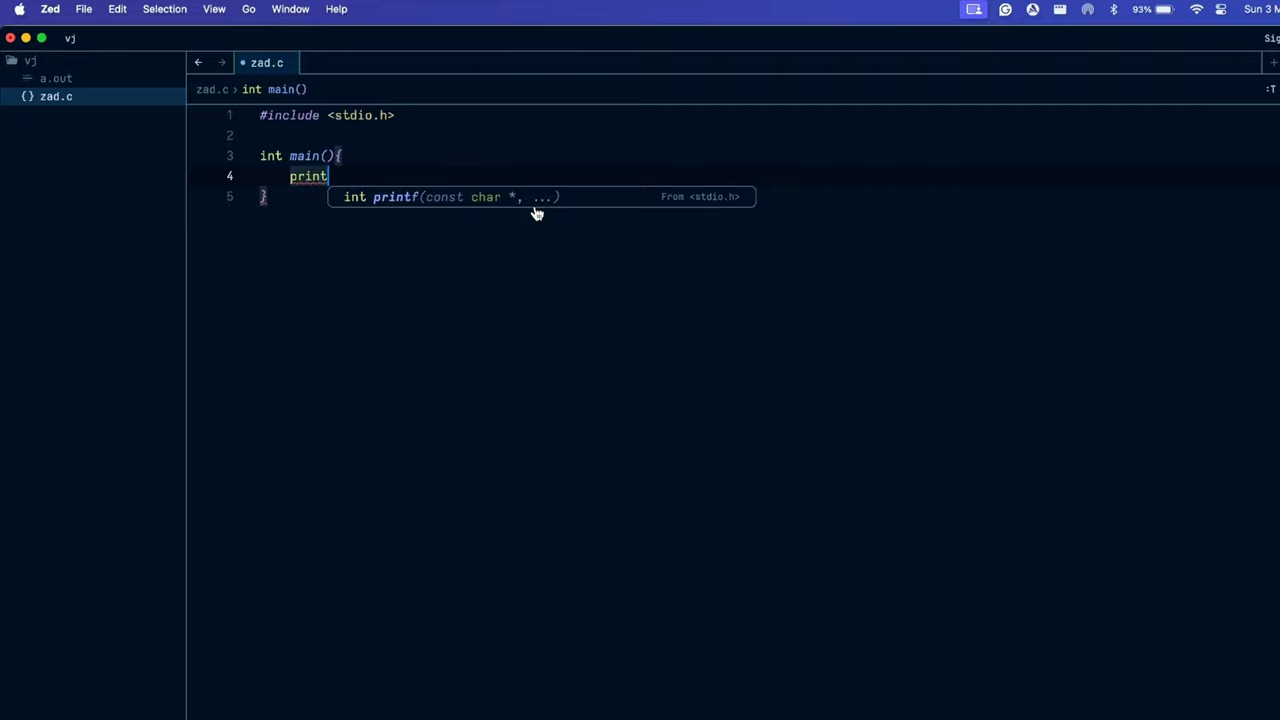 Zed File Edit Selection View Go Window Help 93% Sun 3 M
vj Sig
vj
a.out
{} zad.c
← → zad.c +
zad.c › int main() :T
1 #include <stdio.h>
2
3 int main(){
4 print
5 }
int printf(const char *, ...) From <stdio.h>